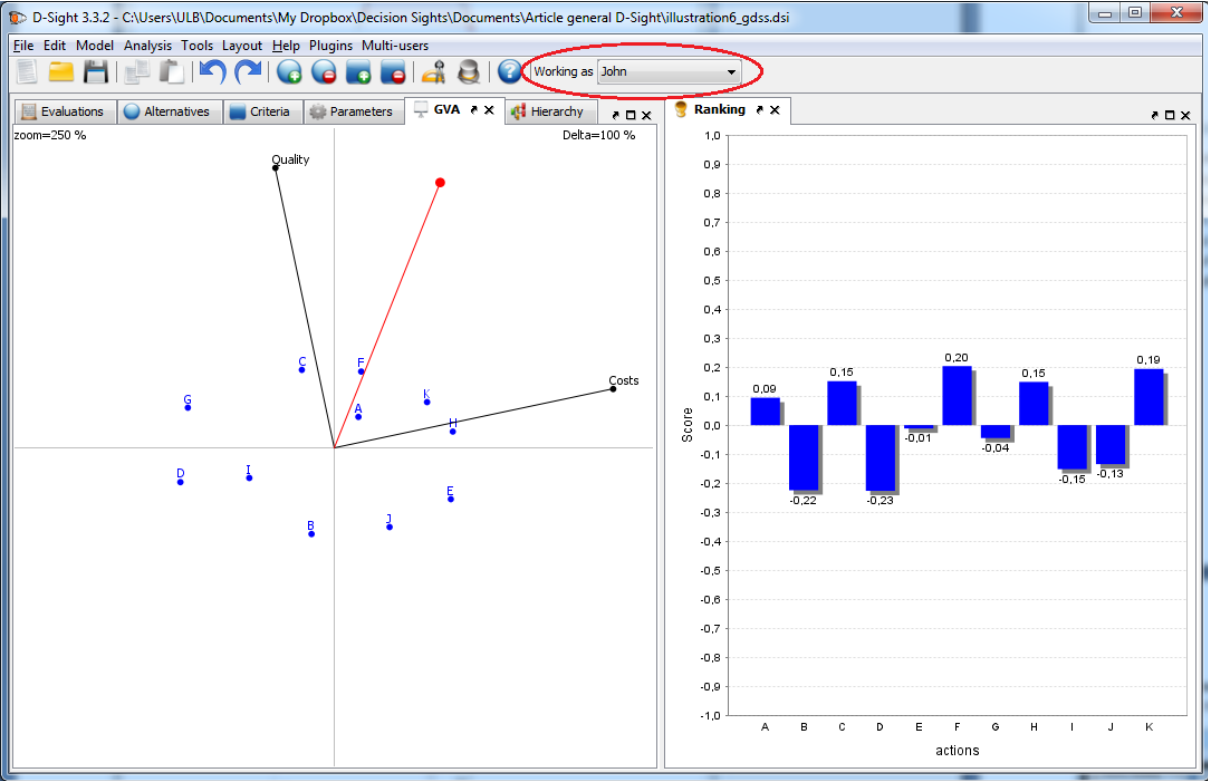 D-Sight 3.3.2 - C:\Users\ULB\Documents\My Dropbox\Decision Sights\Documents\Article general D-Sight\illustration6_gdss.dsi
File Edit Model Analysis Tools Layout Help Plugins Multi-users
Working as John
Evaluations Alternatives Criteria Parameters GVA Hierarchy
zoom=250 % Delta=100 %
Quality
Costs
C
F
G
K
A
H
D
I
E
B
J
Ranking
1,0
0,9
0,8
0,7
0,6
0,5
0,4
0,3
0,2
0,1
0,0
-0,1
-0,2
-0,3
-0,4
-0,5
-0,6
-0,7
-0,8
-0,9
-1,0
Score
0,09
-0,22
0,15
-0,23
-0,01
0,20
-0,04
0,15
-0,15
-0,13
0,19
A B C D E F G H I J K
actions